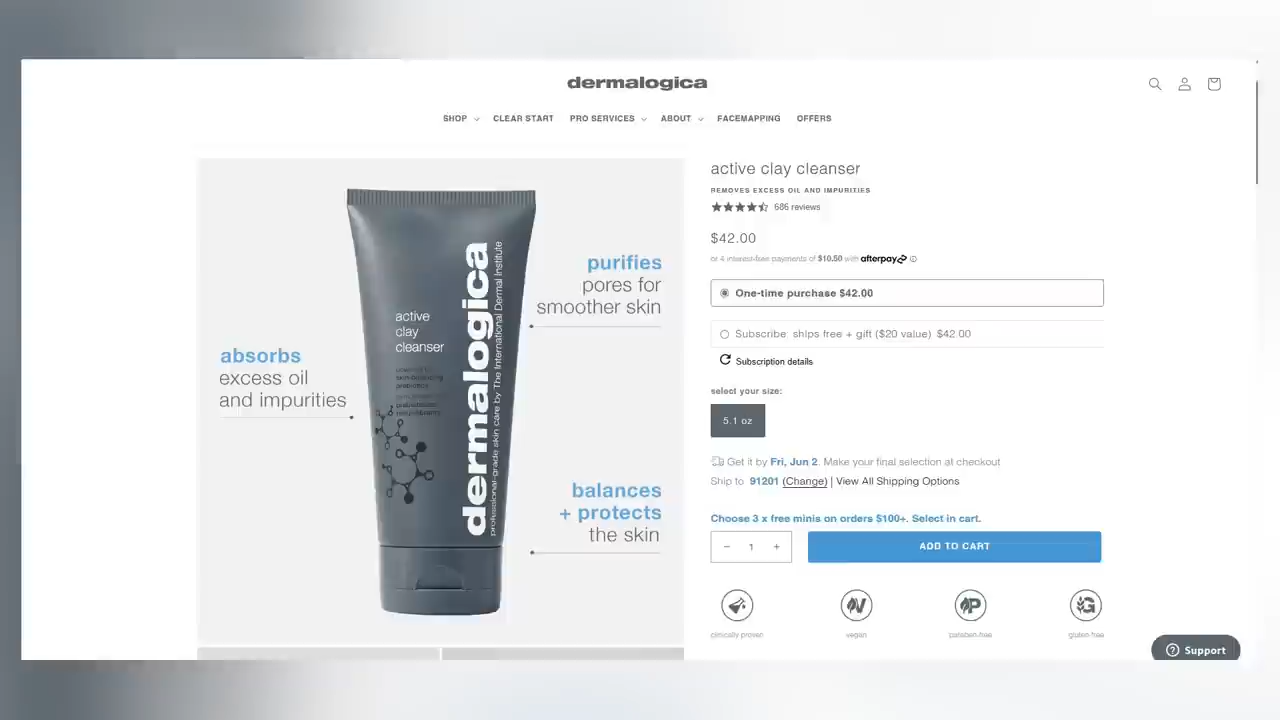 dermalogica
SHOP CLEAR START PRO SERVICES ABOUT FACEMAPPING OFFERS
absorbs
excess oil
and impurities
active
clay
cleanser
dermalogica
professional-grade skin care by The International Dermal Institute
purifies
pores for
smoother skin
balances
+ protects
the skin
active clay cleanser
REMOVES EXCESS OIL AND IMPURITIES
686 reviews
$42.00
or 4 interest-free payments of $10.50 with afterpay
One-time purchase $42.00
Subscribe: ships free + gift ($20 value) $42.00
Subscription details
select your size:
5.1 oz
Get it by Fri, Jun 2. Make your final selection at checkout
Ship to 91201 (Change) | View All Shipping Options
Choose 3 x free minis on orders $100+. Select in cart.
− 1 +
ADD TO CART
clinically proven vegan paraben-free gluten-free
Support